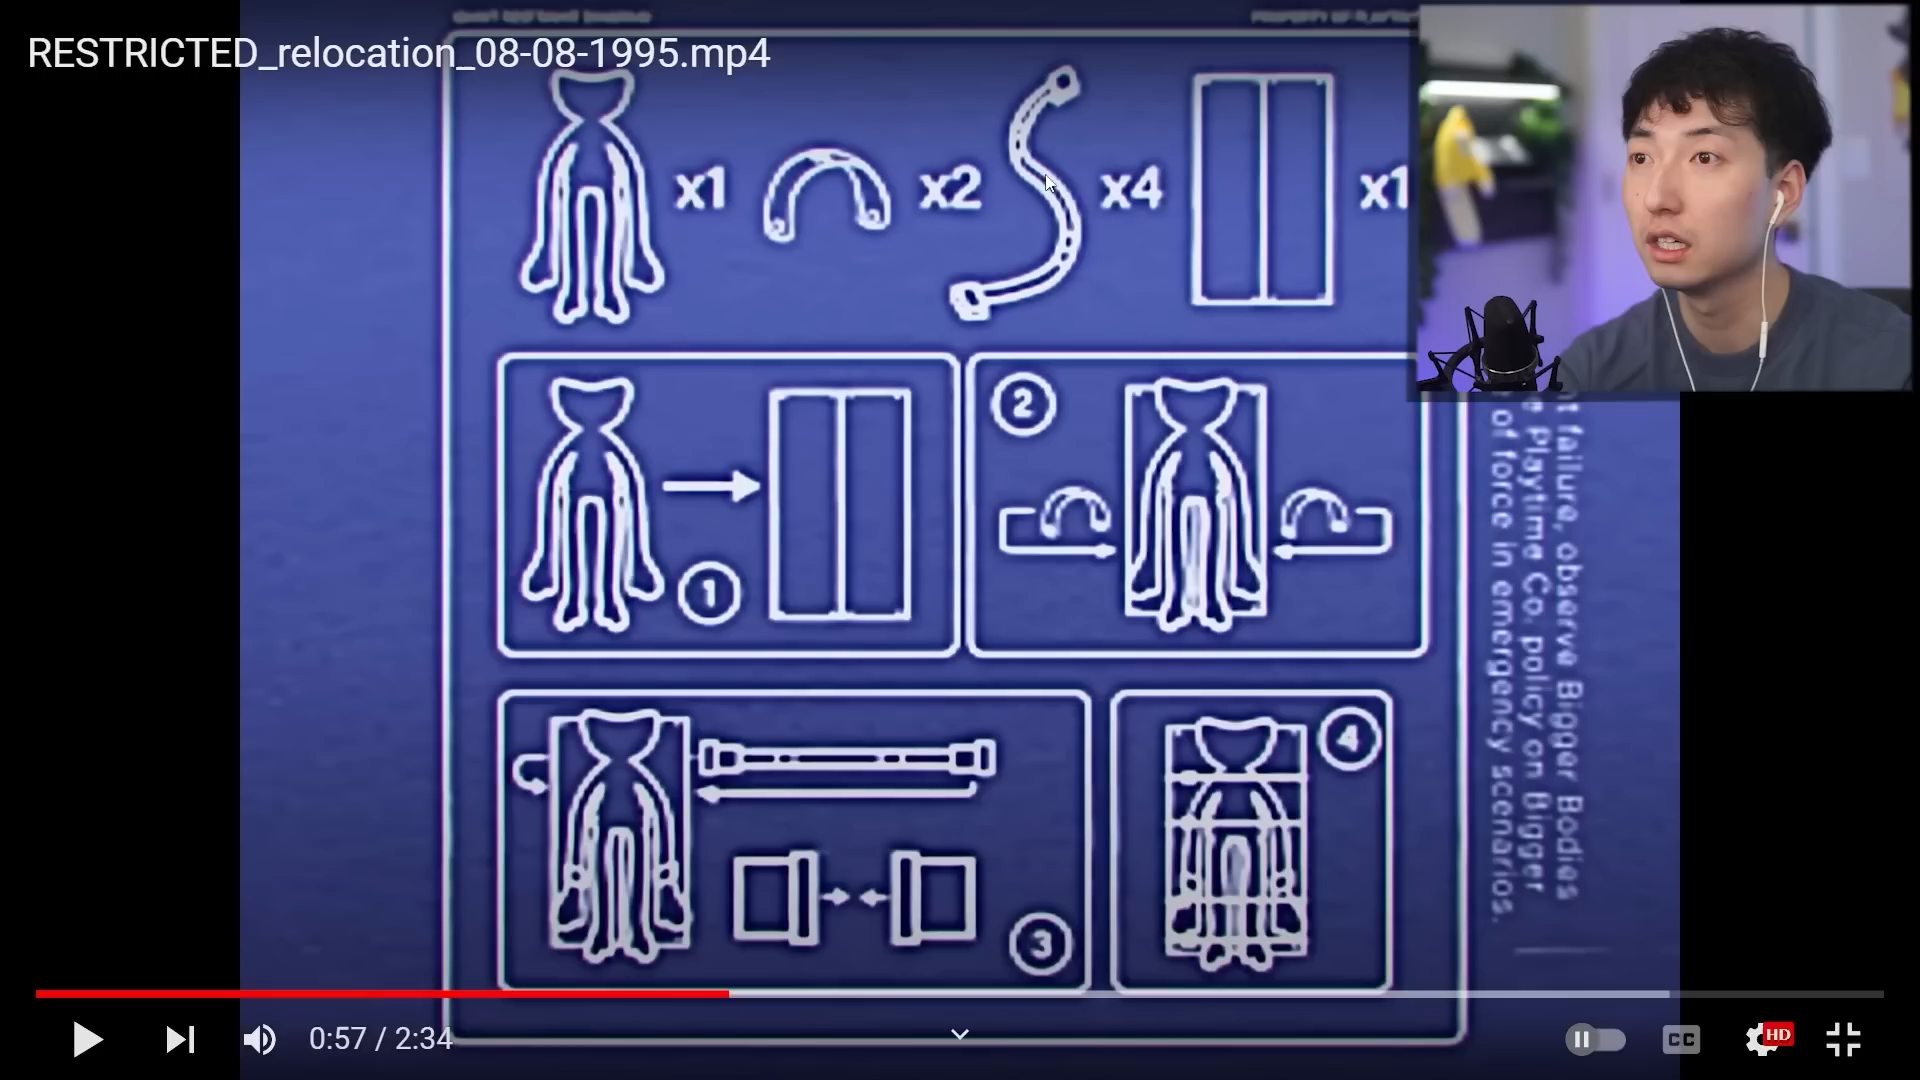 RESTRICTED_relocation_08-08-1995.mp4
x1
x2
x4
x1
1
2
3
4
failure, observe Bigger Bodies
Playtime Co. policy on Bigger
of force in emergency scenarios.
0:57 / 2:34
CC
HD